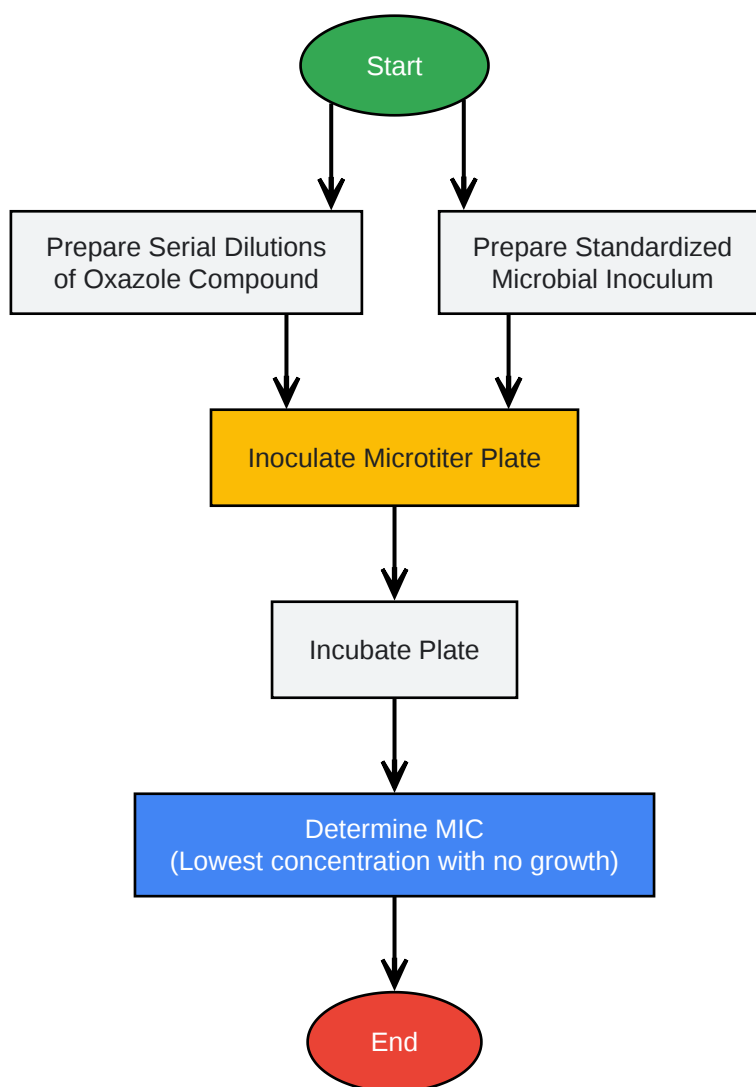 Start
Prepare Serial Dilutions
of Oxazole Compound
Prepare Standardized
Microbial Inoculum
Inoculate Microtiter Plate
Incubate Plate
Determine MIC
(Lowest concentration with no growth)
End